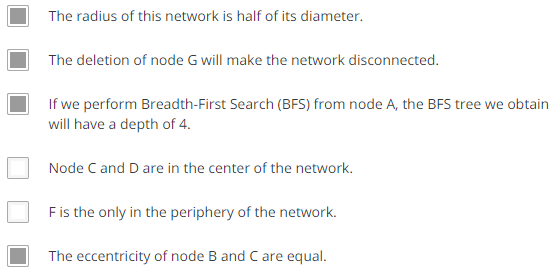 The radius of this network is half of its diameter.
The deletion of node G will make the network disconnected.
If we perform Breadth-First Search (BFS) from node A, the BFS tree we obtain
will have a depth of 4.
Node C and D are in the center of the network.
F is the only in the periphery of the network.
The eccentricity of node B and C are equal.